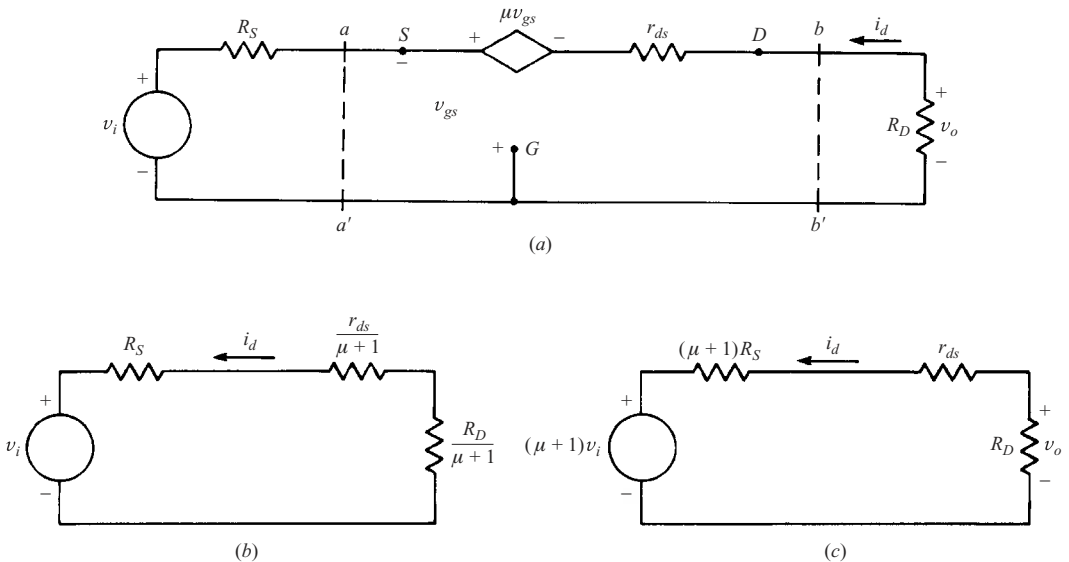 R_S
a
S
μv_gs
r_ds
D
b
i_d
+
−
+
−
v_i
+
−
v_gs
+ G
R_D
+
v_o
−
a′
b′
(a)
R_S
i_d
r_ds
μ + 1
+
v_i
−
R_D
μ + 1
(b)
(μ + 1)R_S
i_d
r_ds
+
(μ + 1)v_i
−
R_D
+
v_o
−
(c)